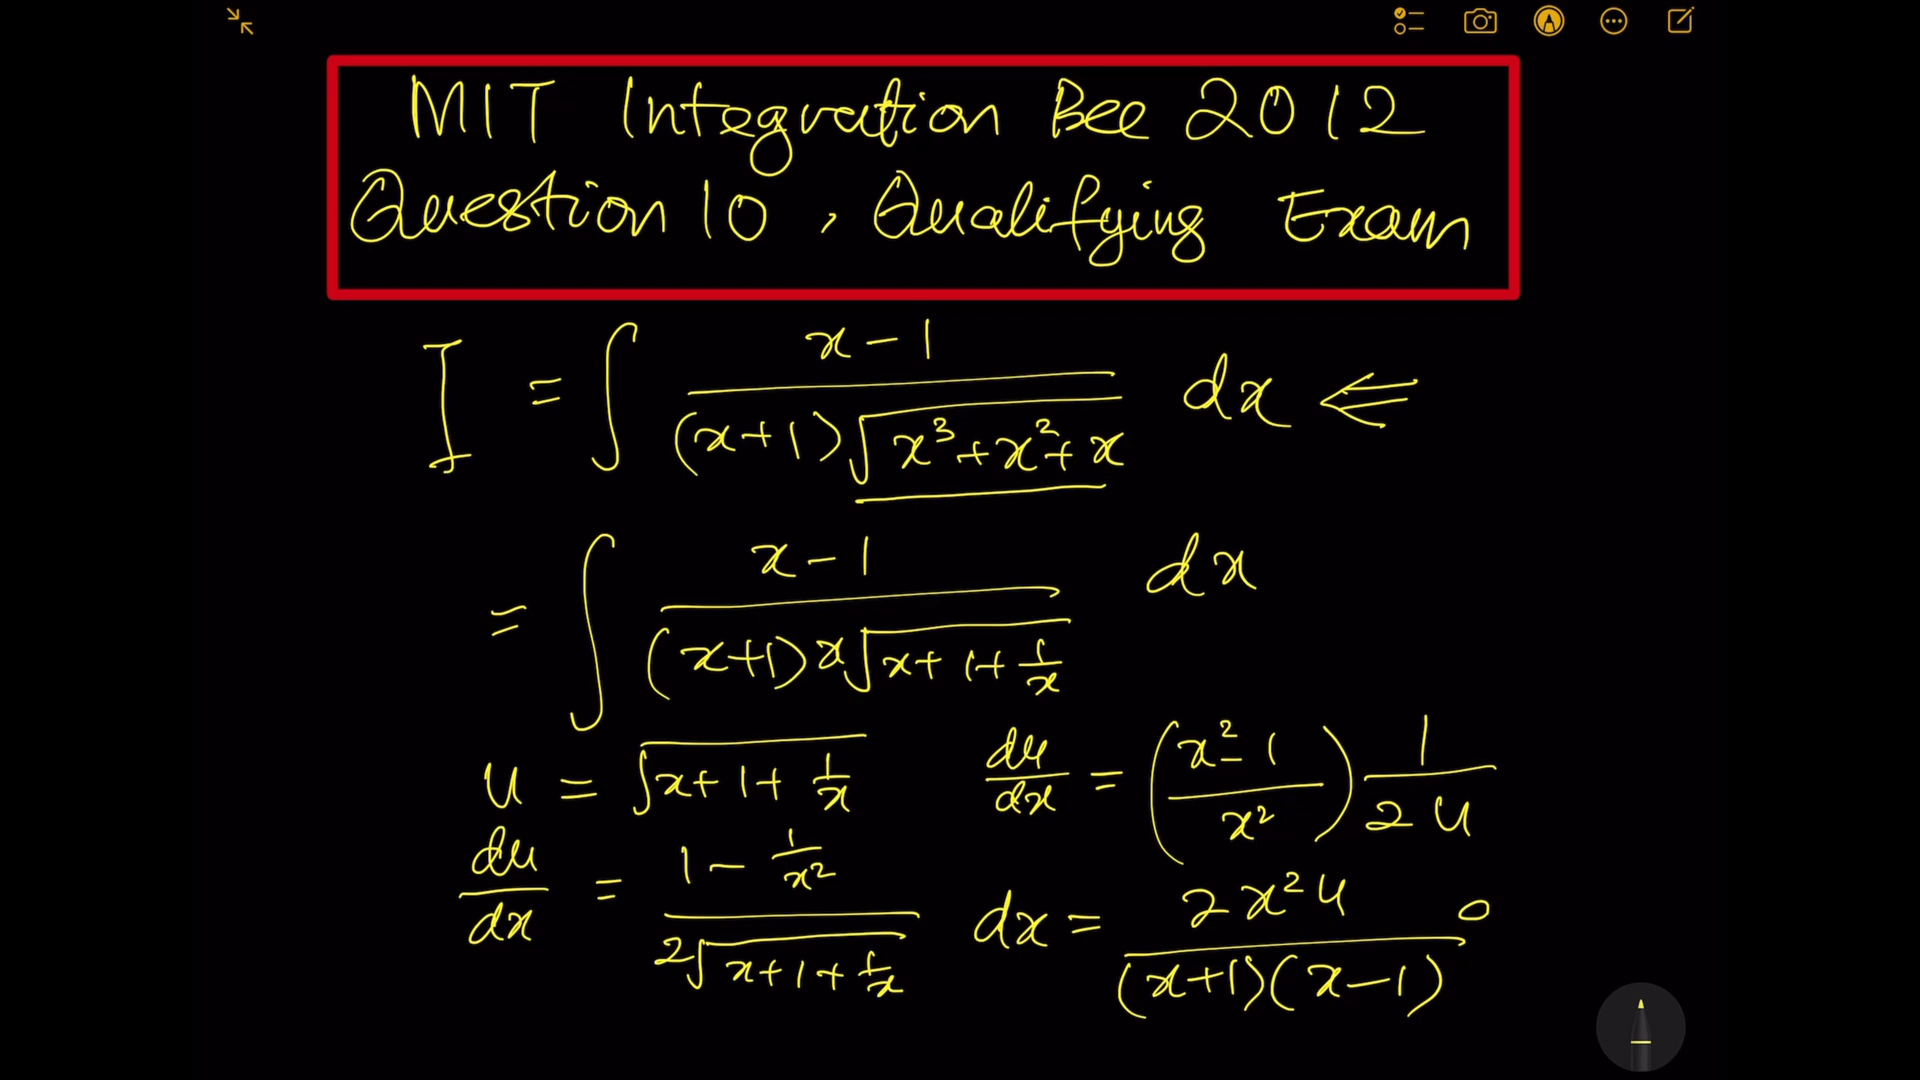 MIT Integration Bee 2012
Question 10, Qualifying Exam
I = ∫ (x-1)/((x+1)√(x³+x²+x)) dx ⇐
= ∫ (x-1)/((x+1)x√(x+1+1/x)) dx
u = √(x+1+1/x)
du/dx = (1-1/x²)/(2√(x+1+1/x))
du/dx = ((x²-1)/x²) 1/(2u)
dx = (2x²u)/((x+1)(x-1))